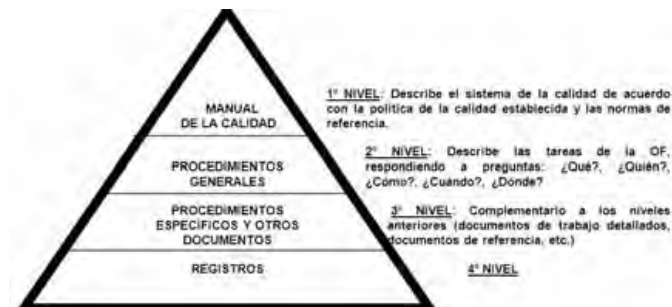 MANUAL
DE LA CALIDAD
1º NIVEL: Describe el sistema de la calidad de acuerdo
con la política de la calidad establecida y las normas de
referencia.
PROCEDIMIENTOS
GENERALES
2º NIVEL: Describe las tareas de la OF,
respondiendo a preguntas: ¿Qué?, ¿Quién?,
¿Cómo?, ¿Cuándo?, ¿Dónde?
PROCEDIMIENTOS
ESPECÍFICOS Y OTROS
DOCUMENTOS
3º NIVEL: Complementario a los niveles
anteriores (documentos de trabajo detallados,
documentos de referencia, etc.)
REGISTROS
4º NIVEL